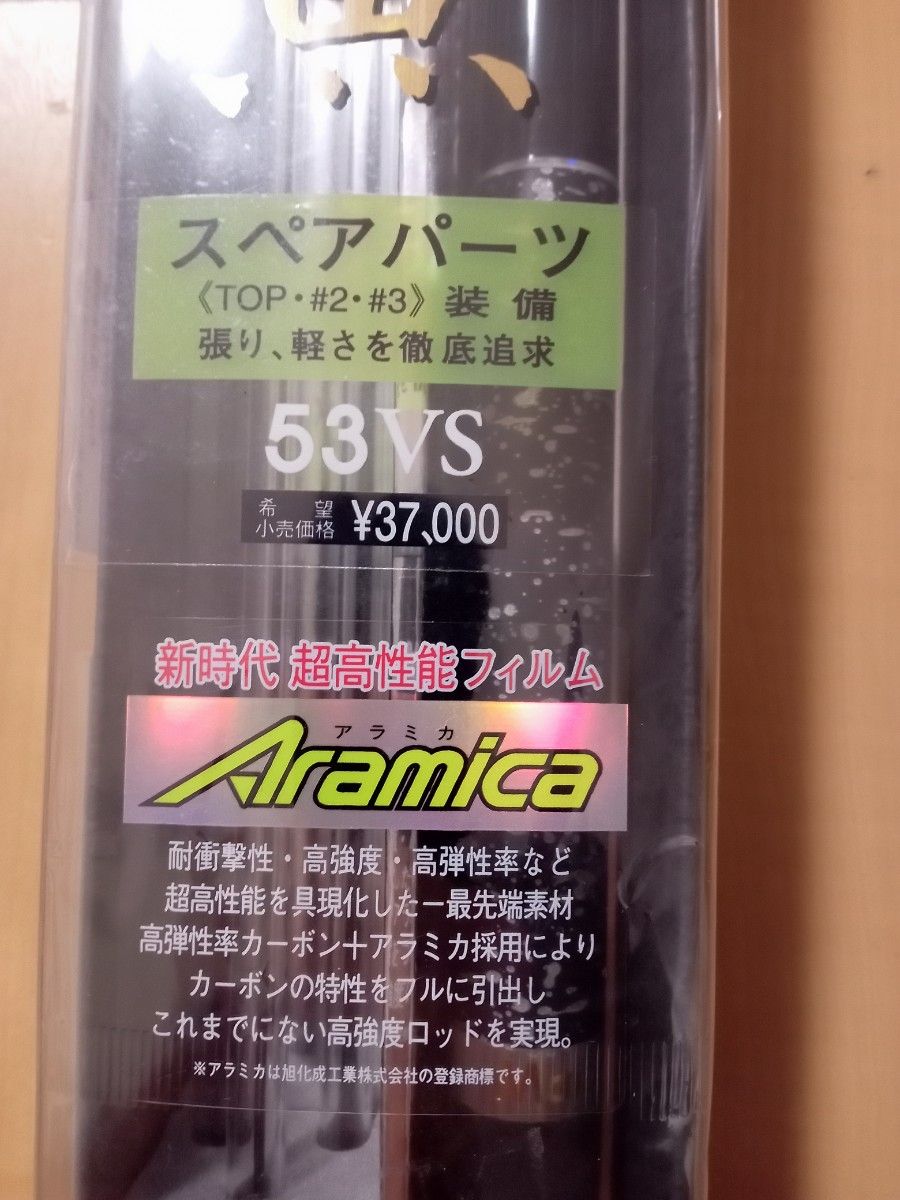 スペアパーツ
《TOP・#2・#3》装備
張り、軽さを徹底追求
53VS
希望
小売価格 ¥37,000
新時代 超高性能フィルム
アラミカ
Aramica
耐衝撃性・高強度・高弾性率など
超高性能を具現化した一最先端素材
高弾性率カーボン＋アラミカ採用により
カーボンの特性をフルに引出し
これまでにない高強度ロッドを実現。
※アラミカは旭化成工業株式会社の登録商標です。